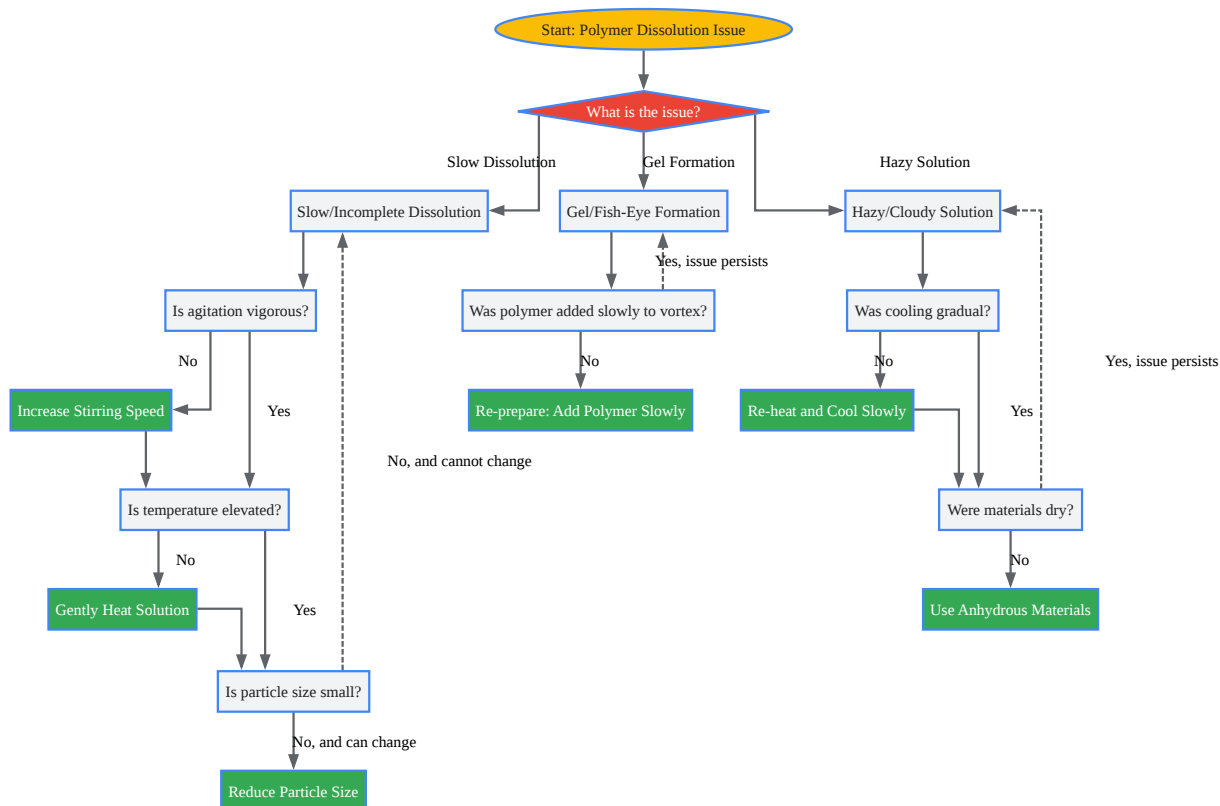 Start: Polymer Dissolution Issue
What is the issue?
Slow Dissolution
Gel Formation
Hazy Solution
Slow/Incomplete Dissolution
Gel/Fish-Eye Formation
Hazy/Cloudy Solution
Yes, issue persists
Is agitation vigorous?
Was polymer added slowly to vortex?
Was cooling gradual?
No
No
No
Yes, issue persists
Increase Stirring Speed
Yes
Re-prepare: Add Polymer Slowly
Re-heat and Cool Slowly
Yes
No, and cannot change
Is temperature elevated?
Were materials dry?
No
No
Gently Heat Solution
Yes
Use Anhydrous Materials
Is particle size small?
No, and can change
Reduce Particle Size